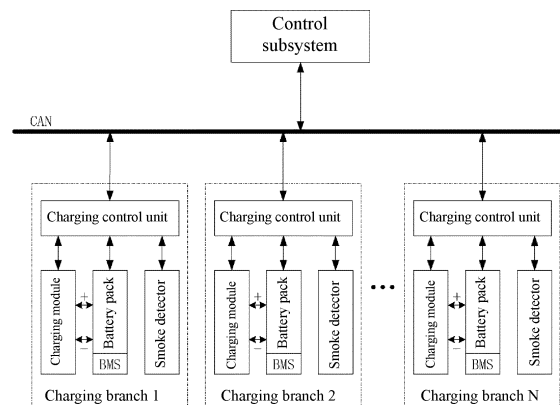 Control
subsystem
CAN
Charging control unit
Charging control unit
Charging control unit
Charging module
+
−
Battery pack
BMS
Smoke detector
Charging module
+
−
Battery pack
BMS
Smoke detector
•••
Charging module
+
−
Battery pack
BMS
Smoke detector
Charging branch 1
Charging branch 2
Charging branch N